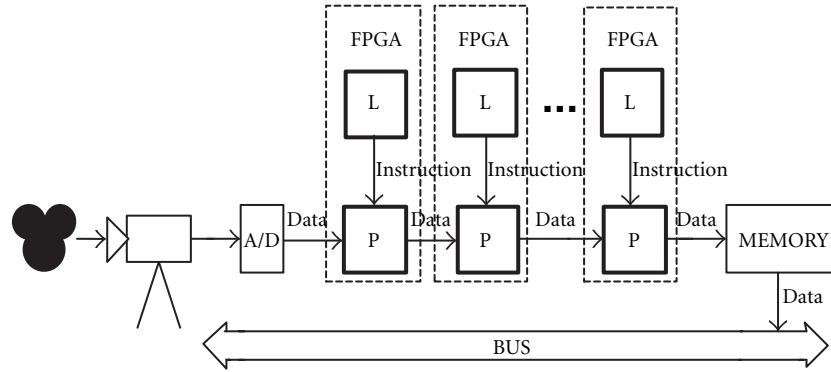 FPGA FPGA FPGA
L L ... L
Instruction Instruction Instruction
Data Data Data Data
A/D P P P MEMORY
Data
BUS